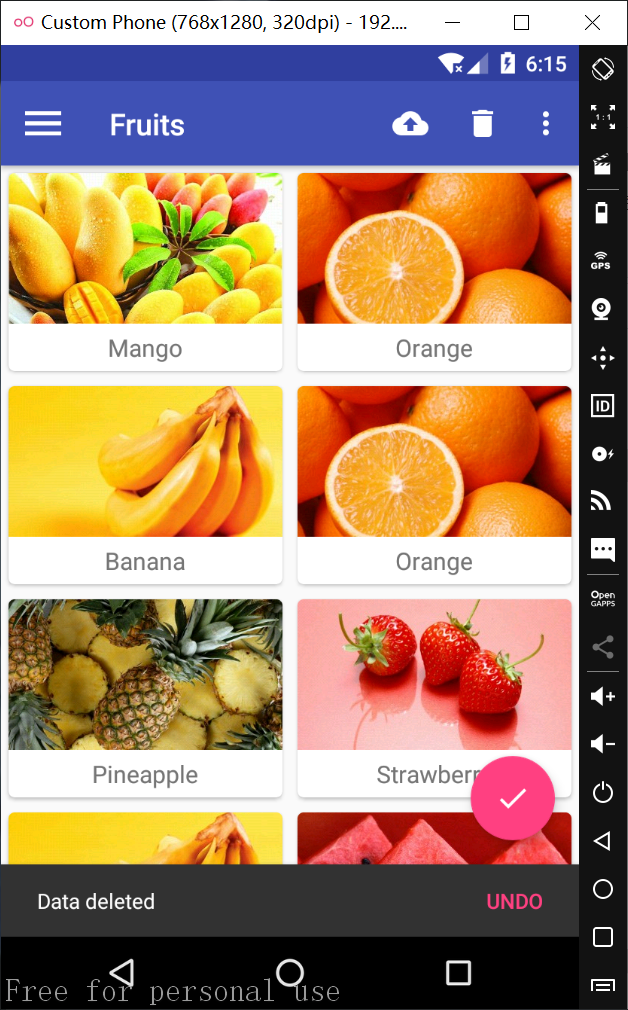 Custom Phone (768x1280, 320dpi) - 192....
6:15
Fruits
1:1
GPS
Mango
Orange
ID
Banana
Orange
Open
GAPPS
Pineapple
Strawberr
Data deleted
UNDO
Free for personal use